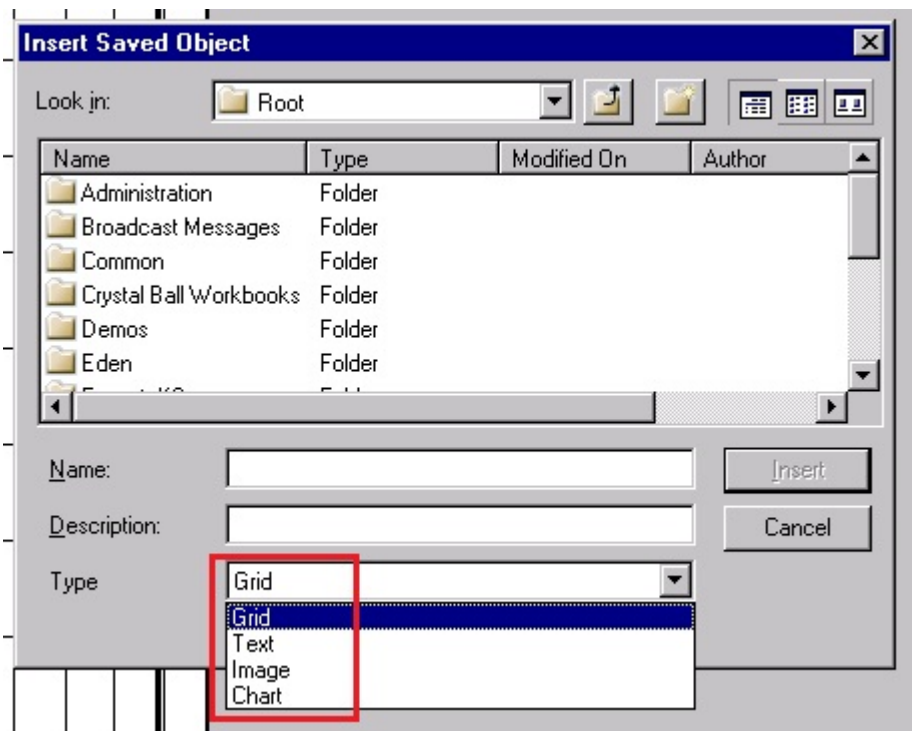 Insert Saved Object
Look in: Root
Name Type Modified On Author
Administration Folder
Broadcast Messages Folder
Common Folder
Crystal Ball Workbooks Folder
Demos Folder
Eden Folder
Name: Insert
Description: Cancel
Type Grid
Grid
Text
Image
Chart